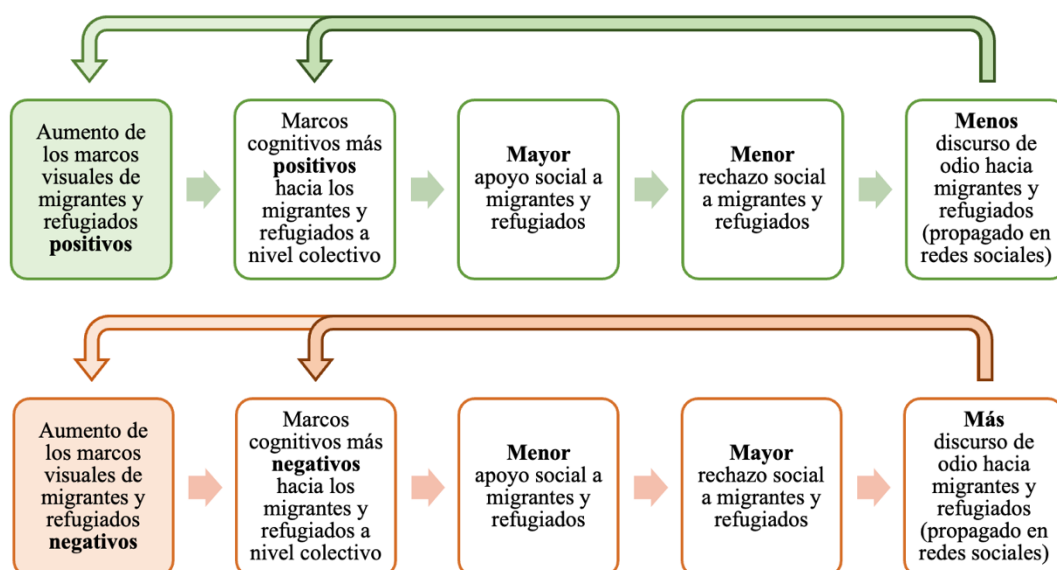 Aumento de
los marcos
visuales de
migrantes y
refugiados
positivos
Marcos
cognitivos más
positivos
hacia los
migrantes y
refugiados a
nivel colectivo
Mayor
apoyo social a
migrantes y
refugiados
Menor
rechazo social
a migrantes y
refugiados
Menos
discurso de
odio hacia
migrantes y
refugiados
(propagado en
redes sociales)
Aumento de
los marcos
visuales de
migrantes y
refugiados
negativos
Marcos
cognitivos más
negativos
hacia los
migrantes y
refugiados a
nivel colectivo
Menor
apoyo social a
migrantes y
refugiados
Mayor
rechazo social
a migrantes y
refugiados
Más
discurso de
odio hacia
migrantes y
refugiados
(propagado en
redes sociales)